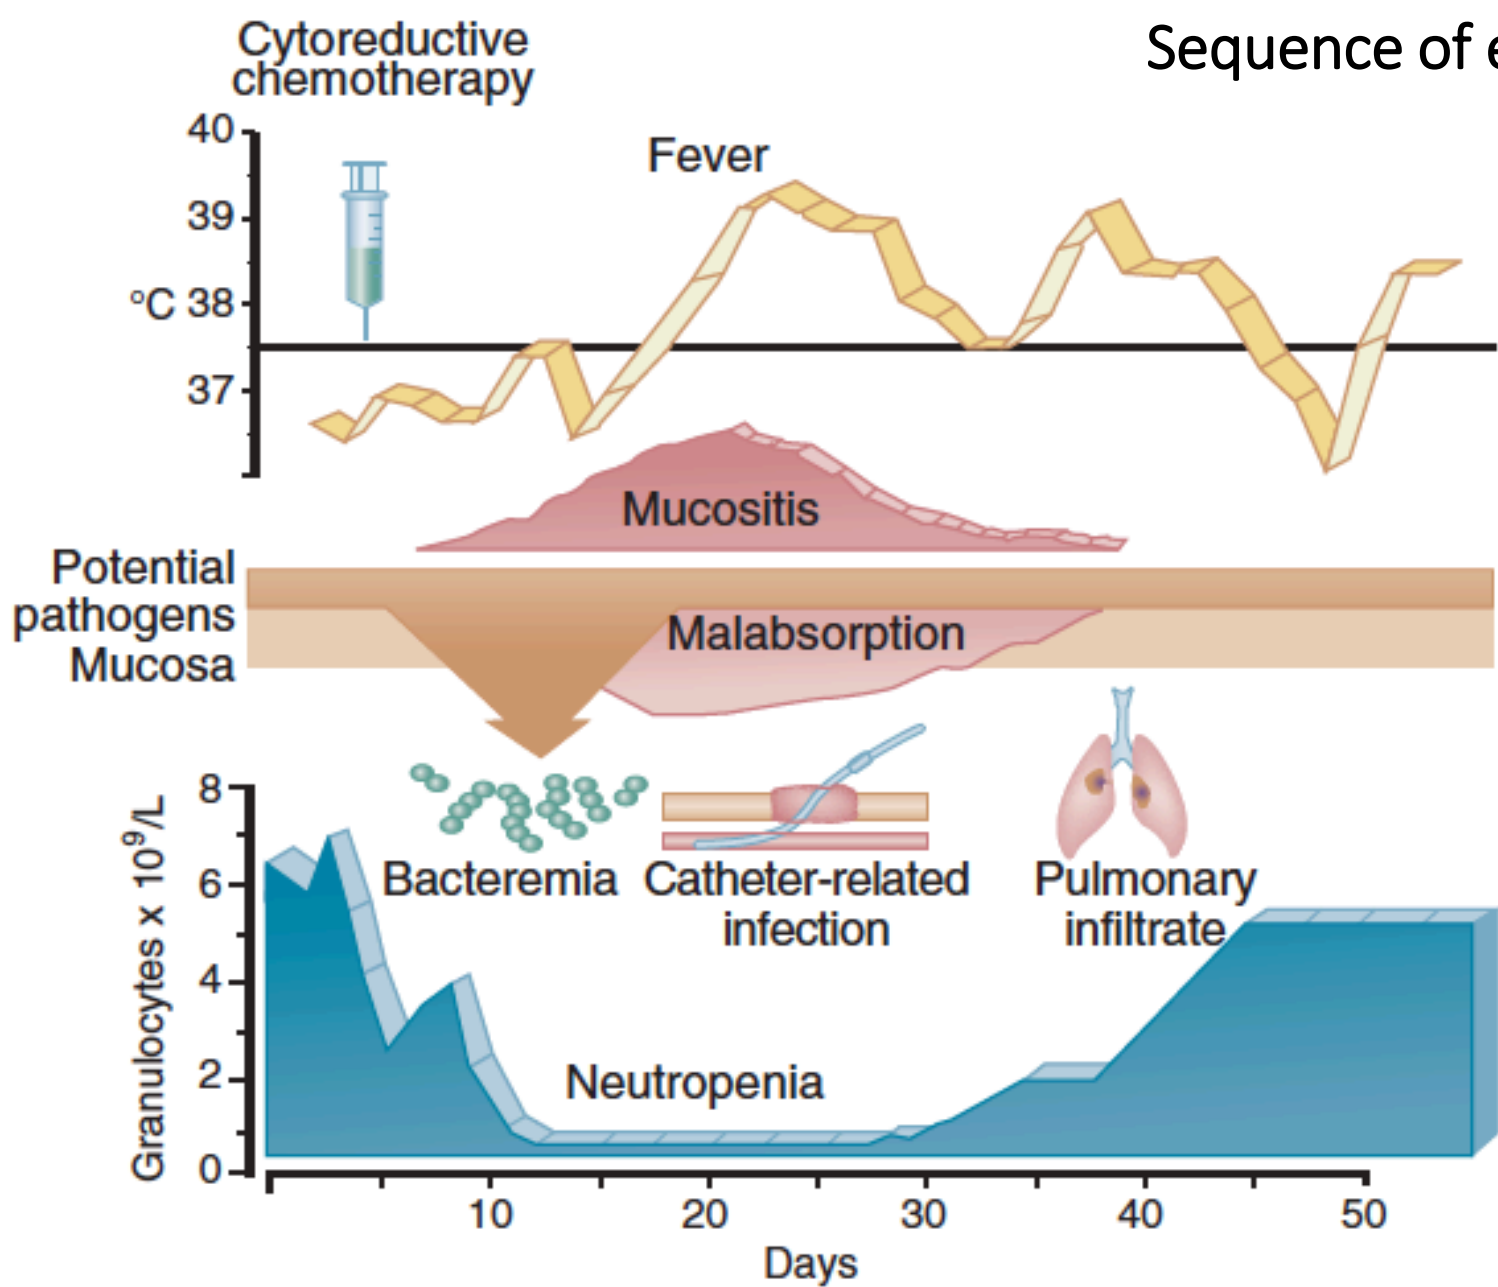 Cytoreductive
chemotherapy
Sequence of
40
Fever
39
°C 38
37
Mucositis
Potential
pathogens
Mucosa
Malabsorption
8
6
4
2
0
Granulocytes x 10⁹/L
Bacteremia
Catheter-related
infection
Pulmonary
infiltrate
Neutropenia
10 20 30 40 50
Days